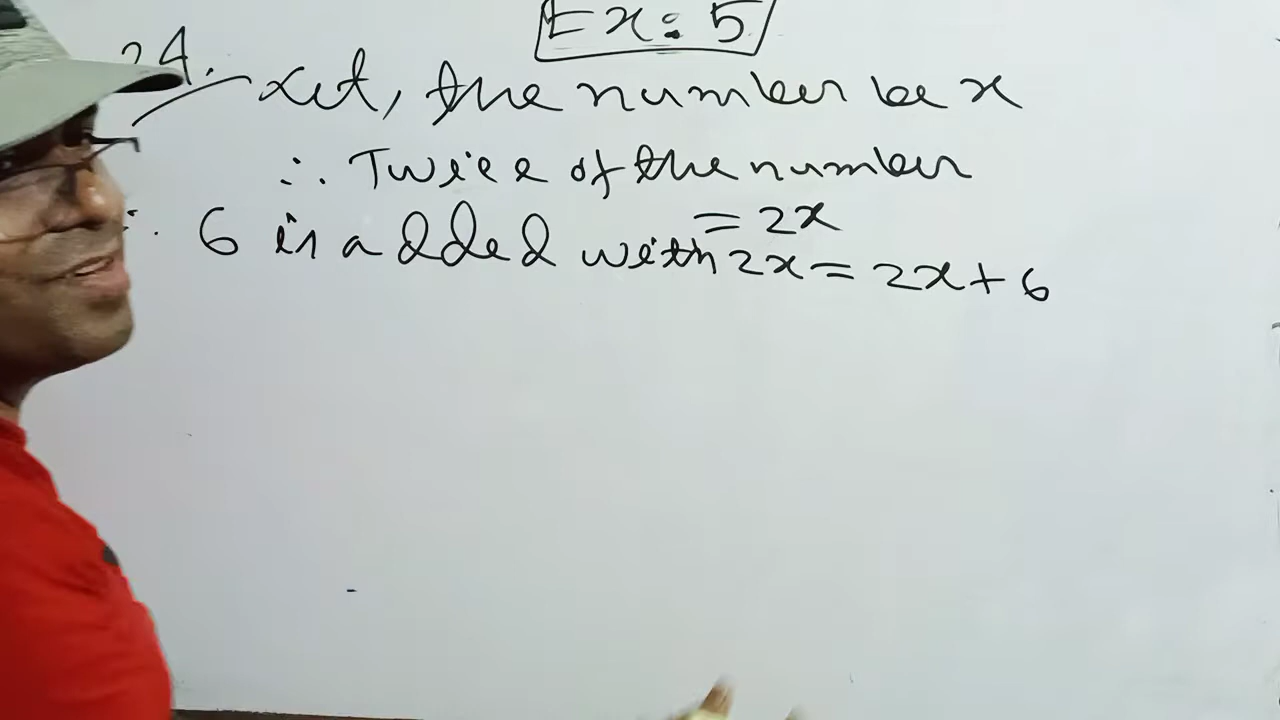 Ex: 5
24. Let, the number be x
∴ Twice of the number
= 2x
∴ 6 is added with 2x = 2x + 6